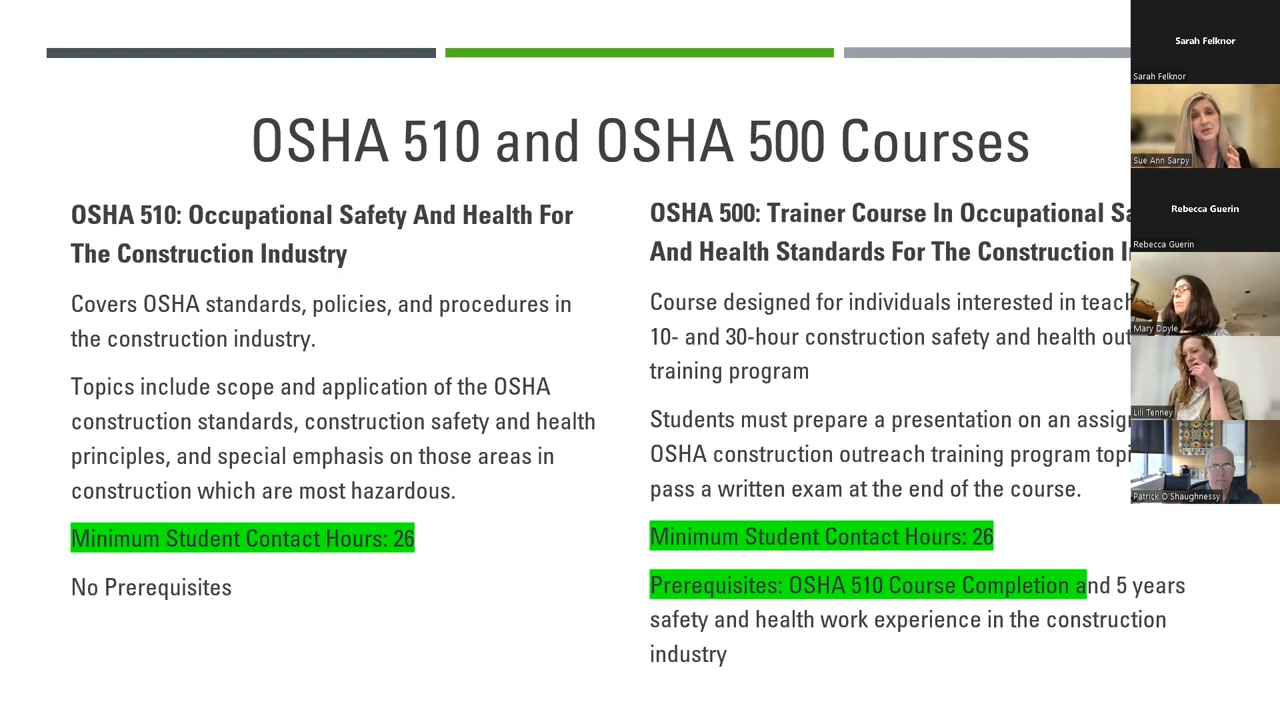 OSHA 510 and OSHA 500 Courses
OSHA 510: Occupational Safety And Health For
The Construction Industry
Covers OSHA standards, policies, and procedures in
the construction industry.
Topics include scope and application of the OSHA
construction standards, construction safety and health
principles, and special emphasis on those areas in
construction which are most hazardous.
Minimum Student Contact Hours: 26
No Prerequisites
OSHA 500: Trainer Course In Occupational
And Health Standards For The Construction
Course designed for individuals interested in
10- and 30-hour construction safety and health
training program
Students must prepare a presentation on an
OSHA construction outreach training program
pass a written exam at the end of the course.
Minimum Student Contact Hours: 26
Prerequisites: OSHA 510 Course Completion and 5 years
safety and health work experience in the construction
industry
Sarah Felknor
Sarah Felknor
Sue Ann Sarpy
Rebecca Guerin
Rebecca Guerin
Mary Doyle
Lili Tenney
Patrick O'Shaughnessy